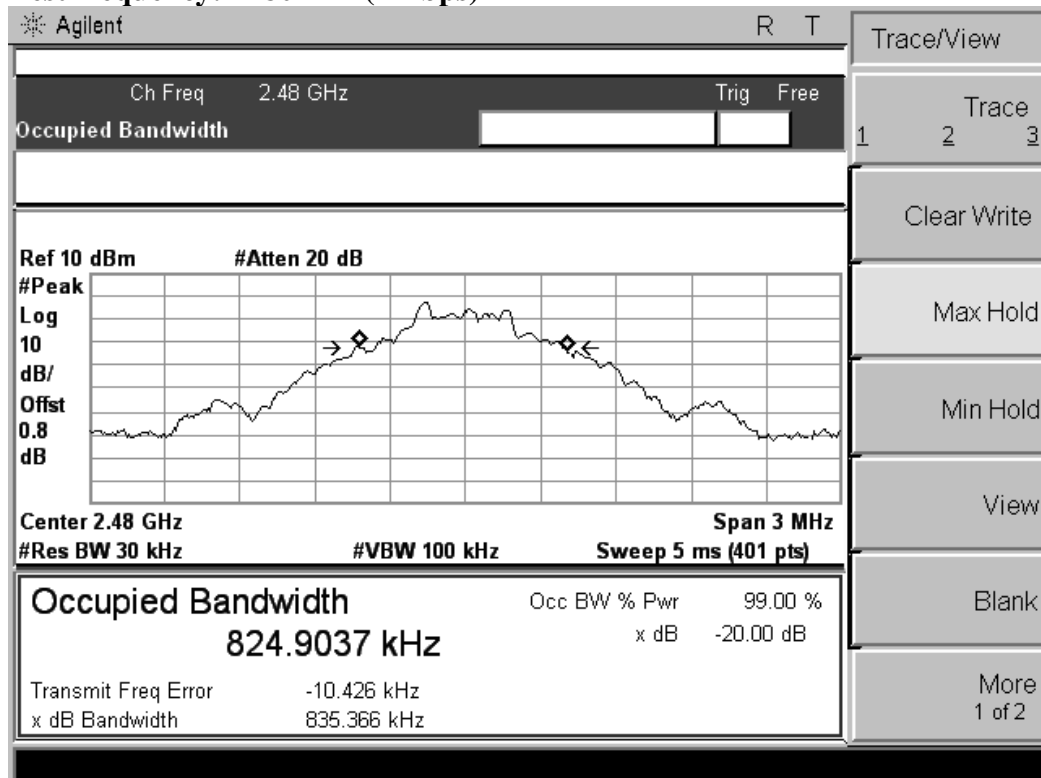 Agilent R T
Trace/View
Ch Freq 2.48 GHz Trig Free
Occupied Bandwidth
Trace
1 2 3
Clear Write
Ref 10 dBm #Atten 20 dB
#Peak
Log
10
dB/
Offst
0.8
dB
Max Hold
Min Hold
View
Center 2.48 GHz Span 3 MHz
#Res BW 30 kHz #VBW 100 kHz Sweep 5 ms (401 pts)
Occupied Bandwidth
824.9037 kHz
Occ BW % Pwr 99.00 %
x dB -20.00 dB
Transmit Freq Error -10.426 kHz
x dB Bandwidth 835.366 kHz
Blank
More
1 of 2